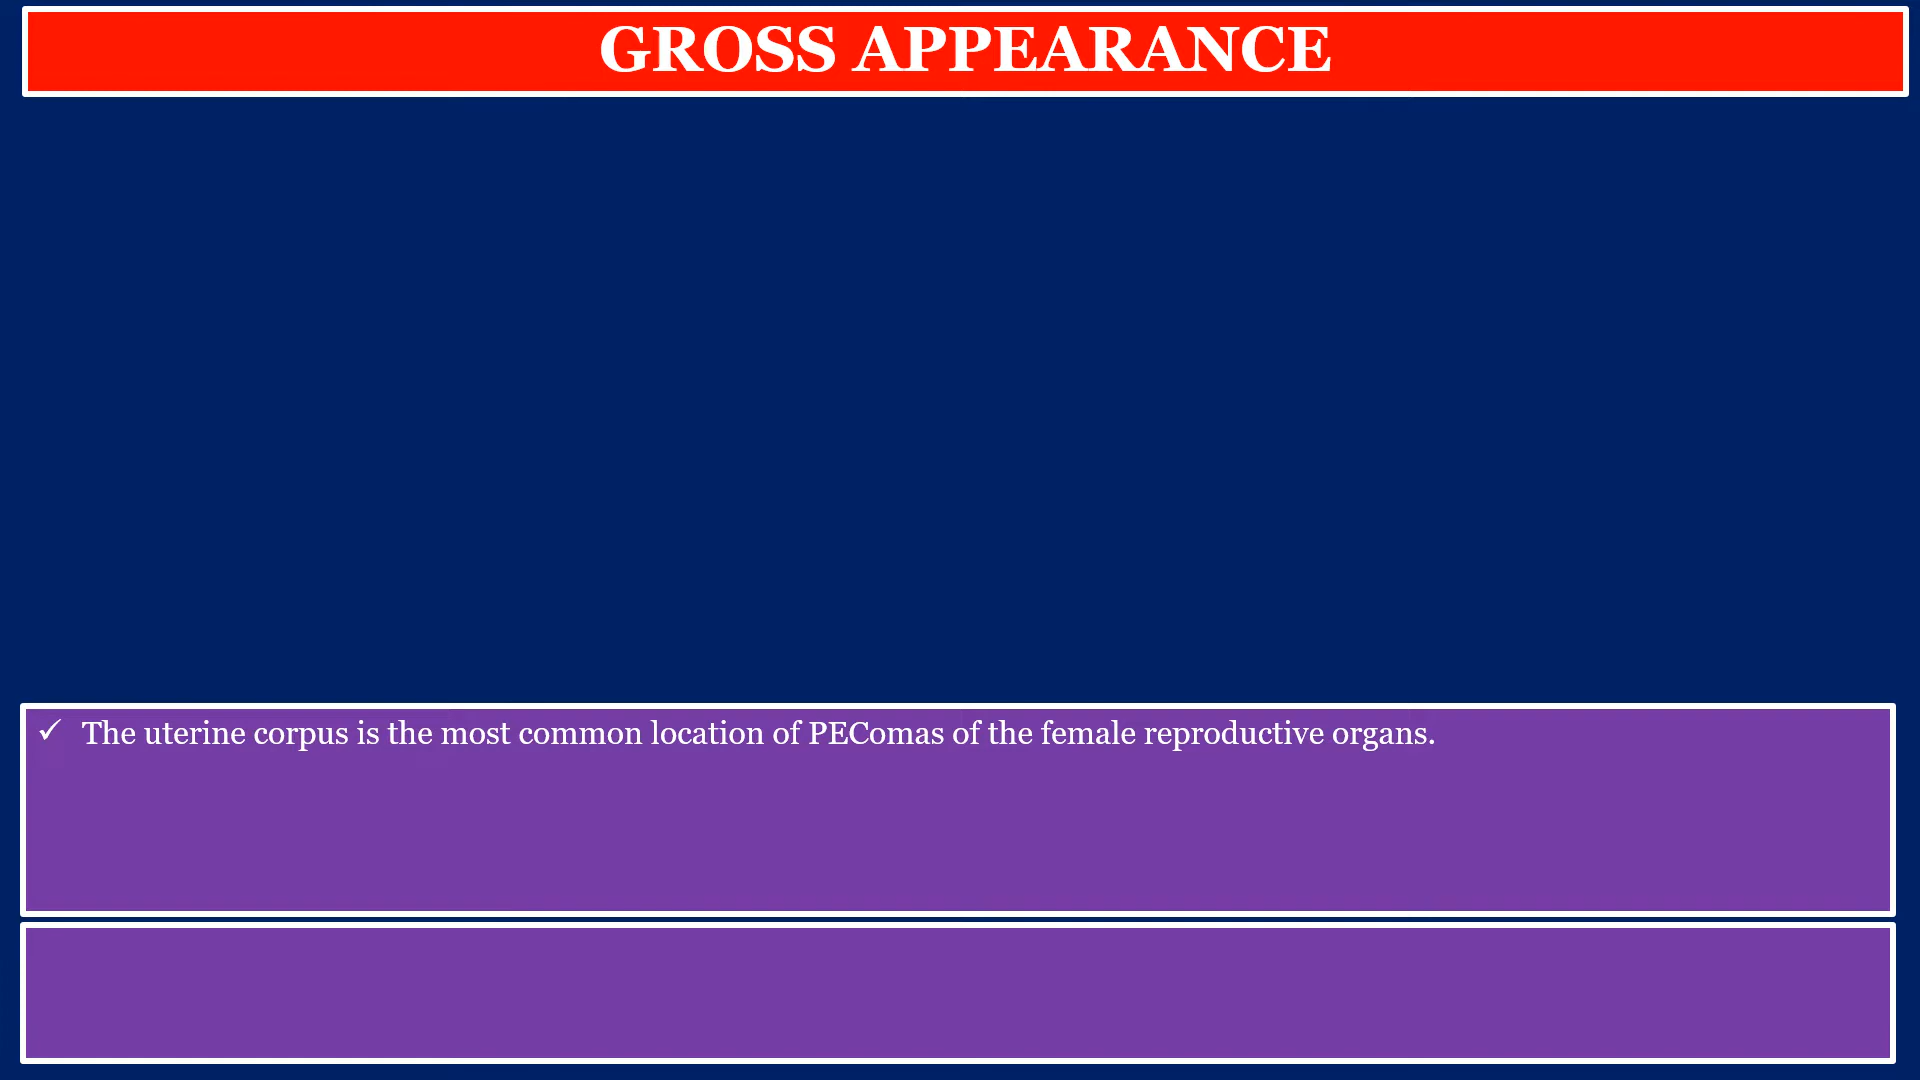 GROSS APPEARANCE
✓ The uterine corpus is the most common location of PEComas of the female reproductive organs.